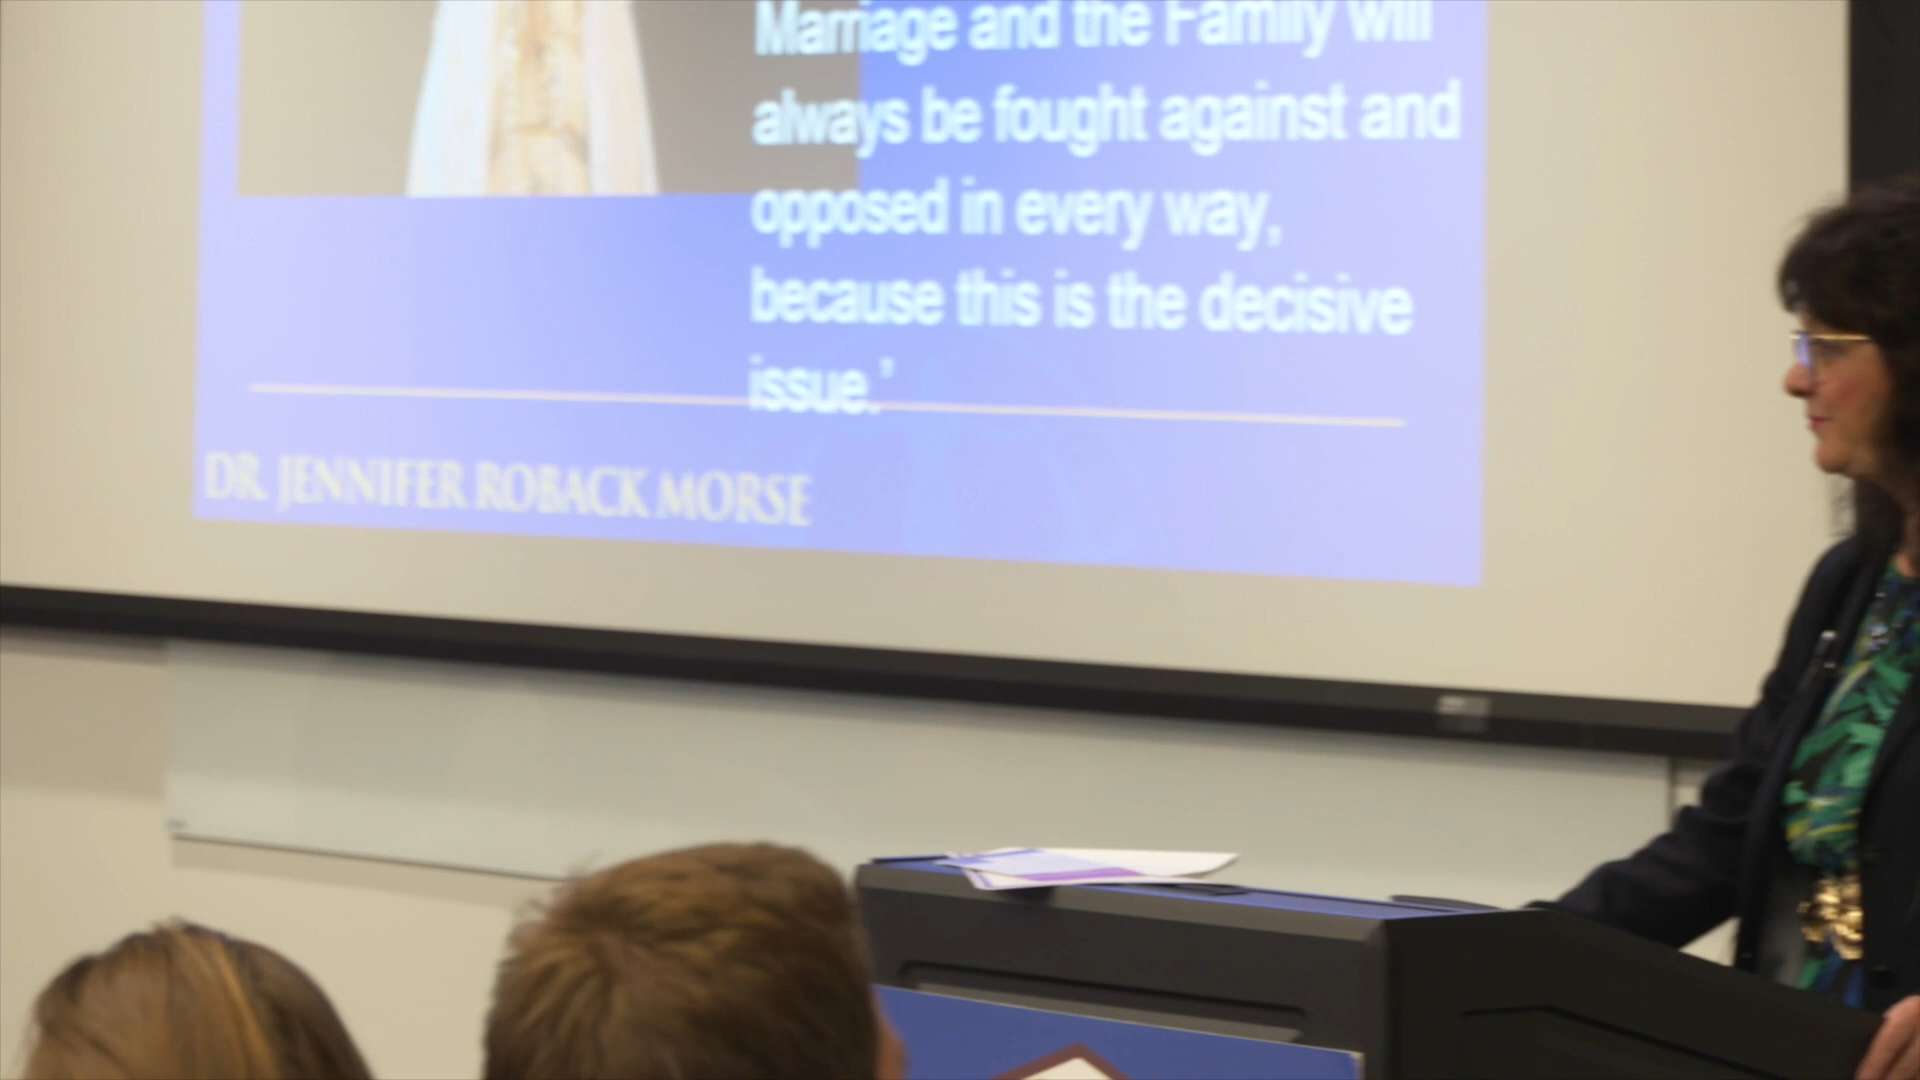 Marriage and the Family will
always be fought against and
opposed in every way,
because this is the decisive
issue.'
DR. JENNIFER ROBACK MORSE